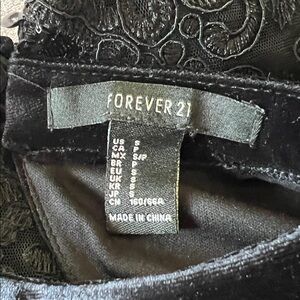 FOREVER 21
US S
CA P
MX S/P
BR P
EU S
UK S
KR S
JP S
CN 160/66A
MADE IN CHINA